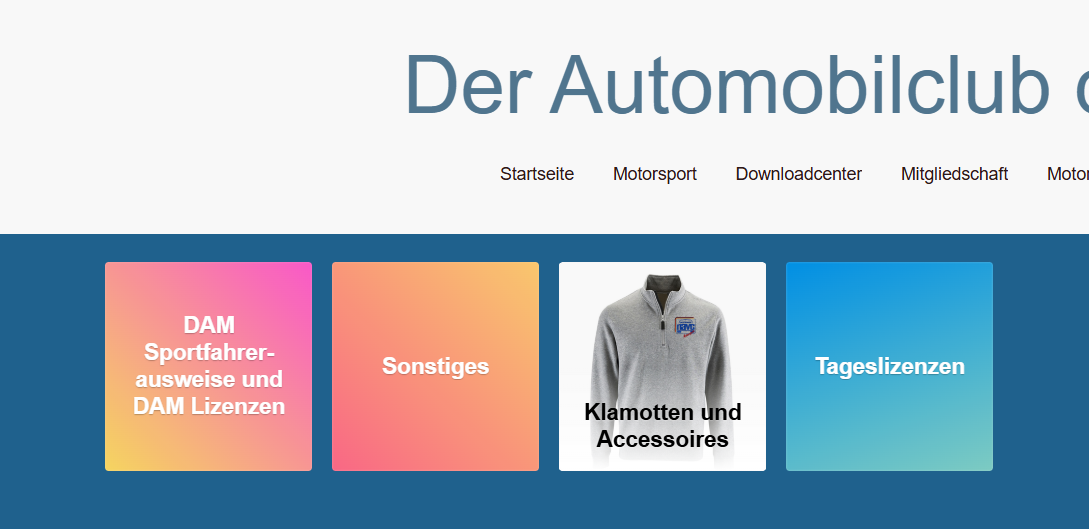 Der Automobilclub
Startseite Motorsport Downloadcenter Mitgliedschaft
DAM
Sportfahrer-
ausweise und
DAM Lizenzen
Sonstiges
Klamotten und
Accessoires
Tageslizenzen